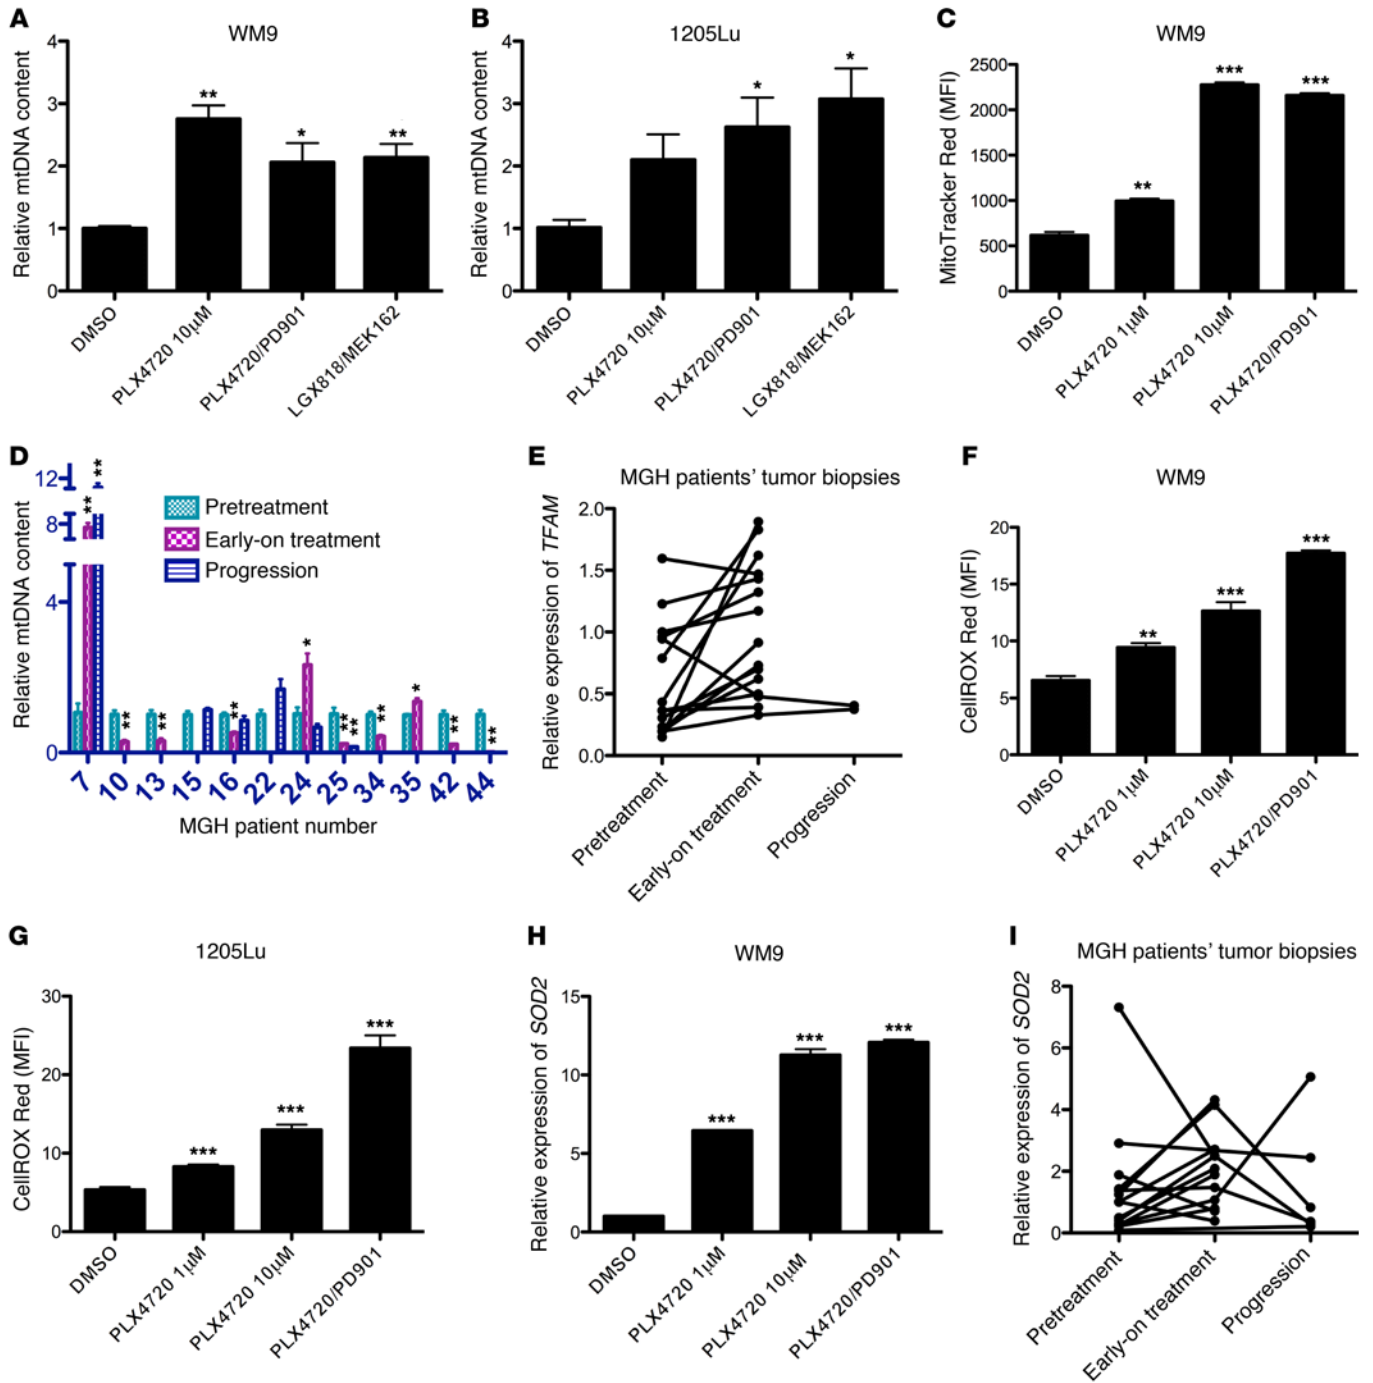 A
WM9
Relative mtDNA content
4
3
2
1
0
**
*
**
DMSO
PLX4720 10µM
PLX4720/PD901
LGX818/MEK162
B
1205Lu
Relative mtDNA content
4
3
2
1
0
*
*
DMSO
PLX4720 10µM
PLX4720/PD901
LGX818/MEK162
C
WM9
MitoTracker Red (MFI)
2500
2000
1500
1000
500
0
**
***
***
DMSO
PLX4720 1µM
PLX4720 10µM
PLX4720/PD901
D
Relative mtDNA content
12
8
4
0
**
**
**
**
**
*
**
**
**
*
**
**
Pretreatment
Early-on treatment
Progression
7
10
13
15
16
22
24
25
34
35
42
44
MGH patient number
E
MGH patients' tumor biopsies
Relative expression of TFAM
2.0
1.5
1.0
0.5
0.0
Pretreatment
Early-on treatment
Progression
F
WM9
CellROX Red (MFI)
20
15
10
5
0
**
***
***
DMSO
PLX4720 1µM
PLX4720 10µM
PLX4720/PD901
G
1205Lu
CellROX Red (MFI)
30
20
10
0
***
***
***
DMSO
PLX4720 1µM
PLX4720 10µM
PLX4720/PD901
H
WM9
Relative expression of SOD2
15
10
5
0
***
***
***
DMSO
PLX4720 1µM
PLX4720 10µM
PLX4720/PD901
I
MGH patients' tumor biopsies
Relative expression of SOD2
8
6
4
2
0
Pretreatment
Early-on treatment
Progression